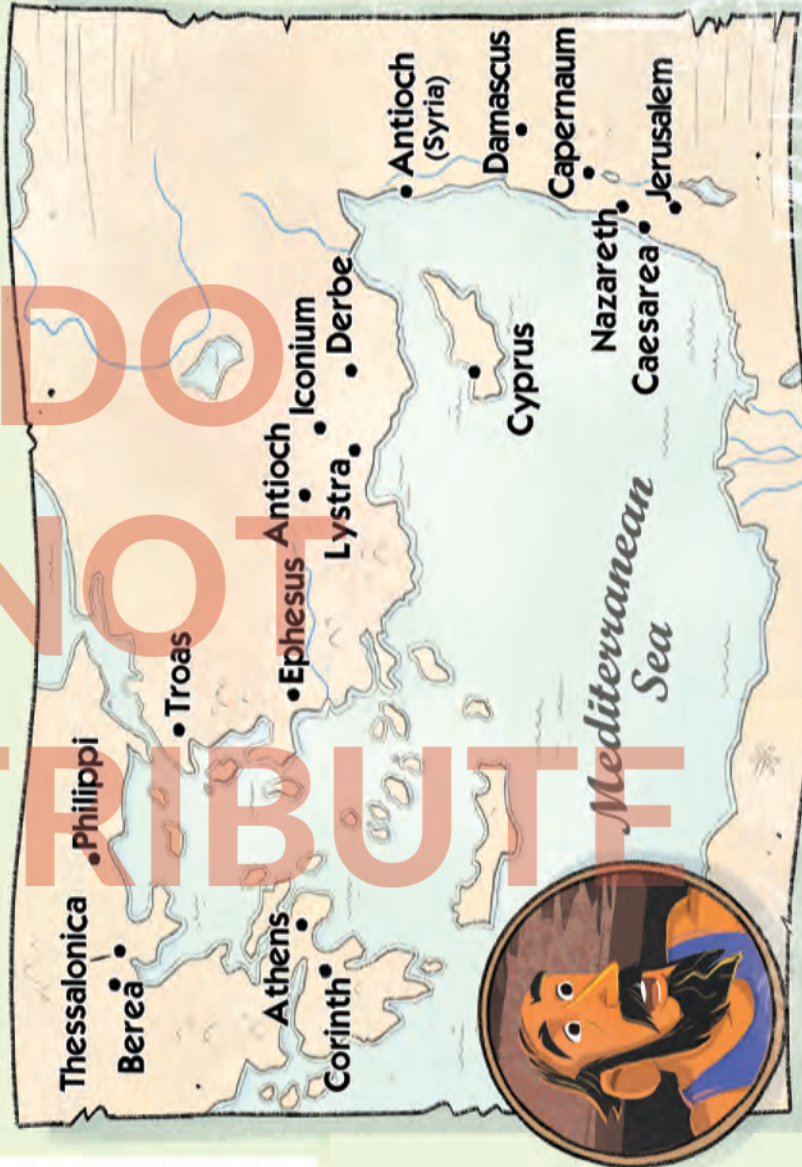 Thessalonica
Philippi
Berea
Troas
Athens
Corinth
Ephesus
Antioch
Iconium
Lystra
Derbe
Antioch
(Syria)
Cyprus
Damascus
Capernaum
Nazareth
Caesarea
Jerusalem
Mediterranean
Sea
DO
NOT
TRIBUTE